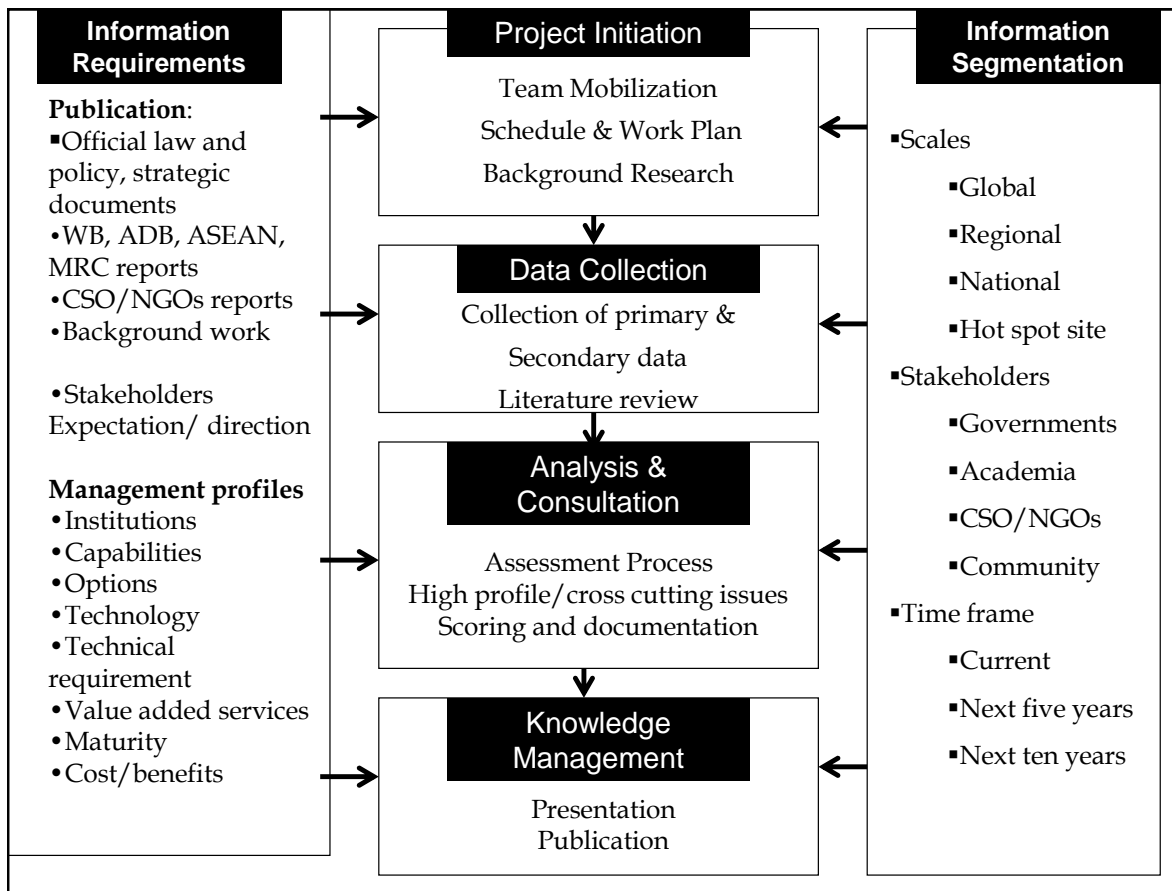 Information
Requirements
Publication:
▪Official law and
policy, strategic
documents
•WB, ADB, ASEAN,
MRC reports
•CSO/NGOs reports
•Background work
•Stakeholders
Expectation/ direction
Management profiles
•Institutions
•Capabilities
•Options
•Technology
•Technical
requirement
•Value added services
•Maturity
•Cost/benefits
Project Initiation
Team Mobilization
Schedule & Work Plan
Background Research
Data Collection
Collection of primary &
Secondary data
Literature review
Analysis &
Consultation
Assessment Process
High profile/cross cutting issues
Scoring and documentation
Knowledge
Management
Presentation
Publication
Information
Segmentation
▪Scales
▪Global
▪Regional
▪National
▪Hot spot site
▪Stakeholders
▪Governments
▪Academia
▪CSO/NGOs
▪Community
▪Time frame
▪Current
▪Next five years
▪Next ten years